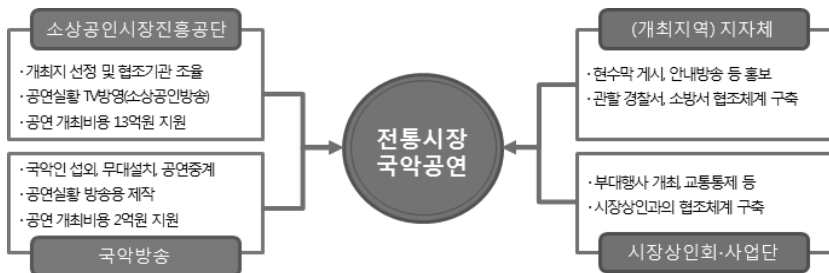 소상공인시장진흥공단
· 개최지 선정 및 협조기관 조율
· 공연실황 TV방영(소상공인방송)
· 공연 개최비용 13억원 지원
· 국악인 섭외, 무대설치, 공연중계
· 공연실황 방송용 제작
· 공연 개최비용 2억원 지원
국악방송
전통시장
국악공연
(개최지역) 지자체
· 현수막 게시, 안내방송 등 홍보
· 관할 경찰서, 소방서 협조체계 구축
· 부대행사 개최, 교통통제 등
· 시장상인과의 협조체계 구축
시장상인회·사업단